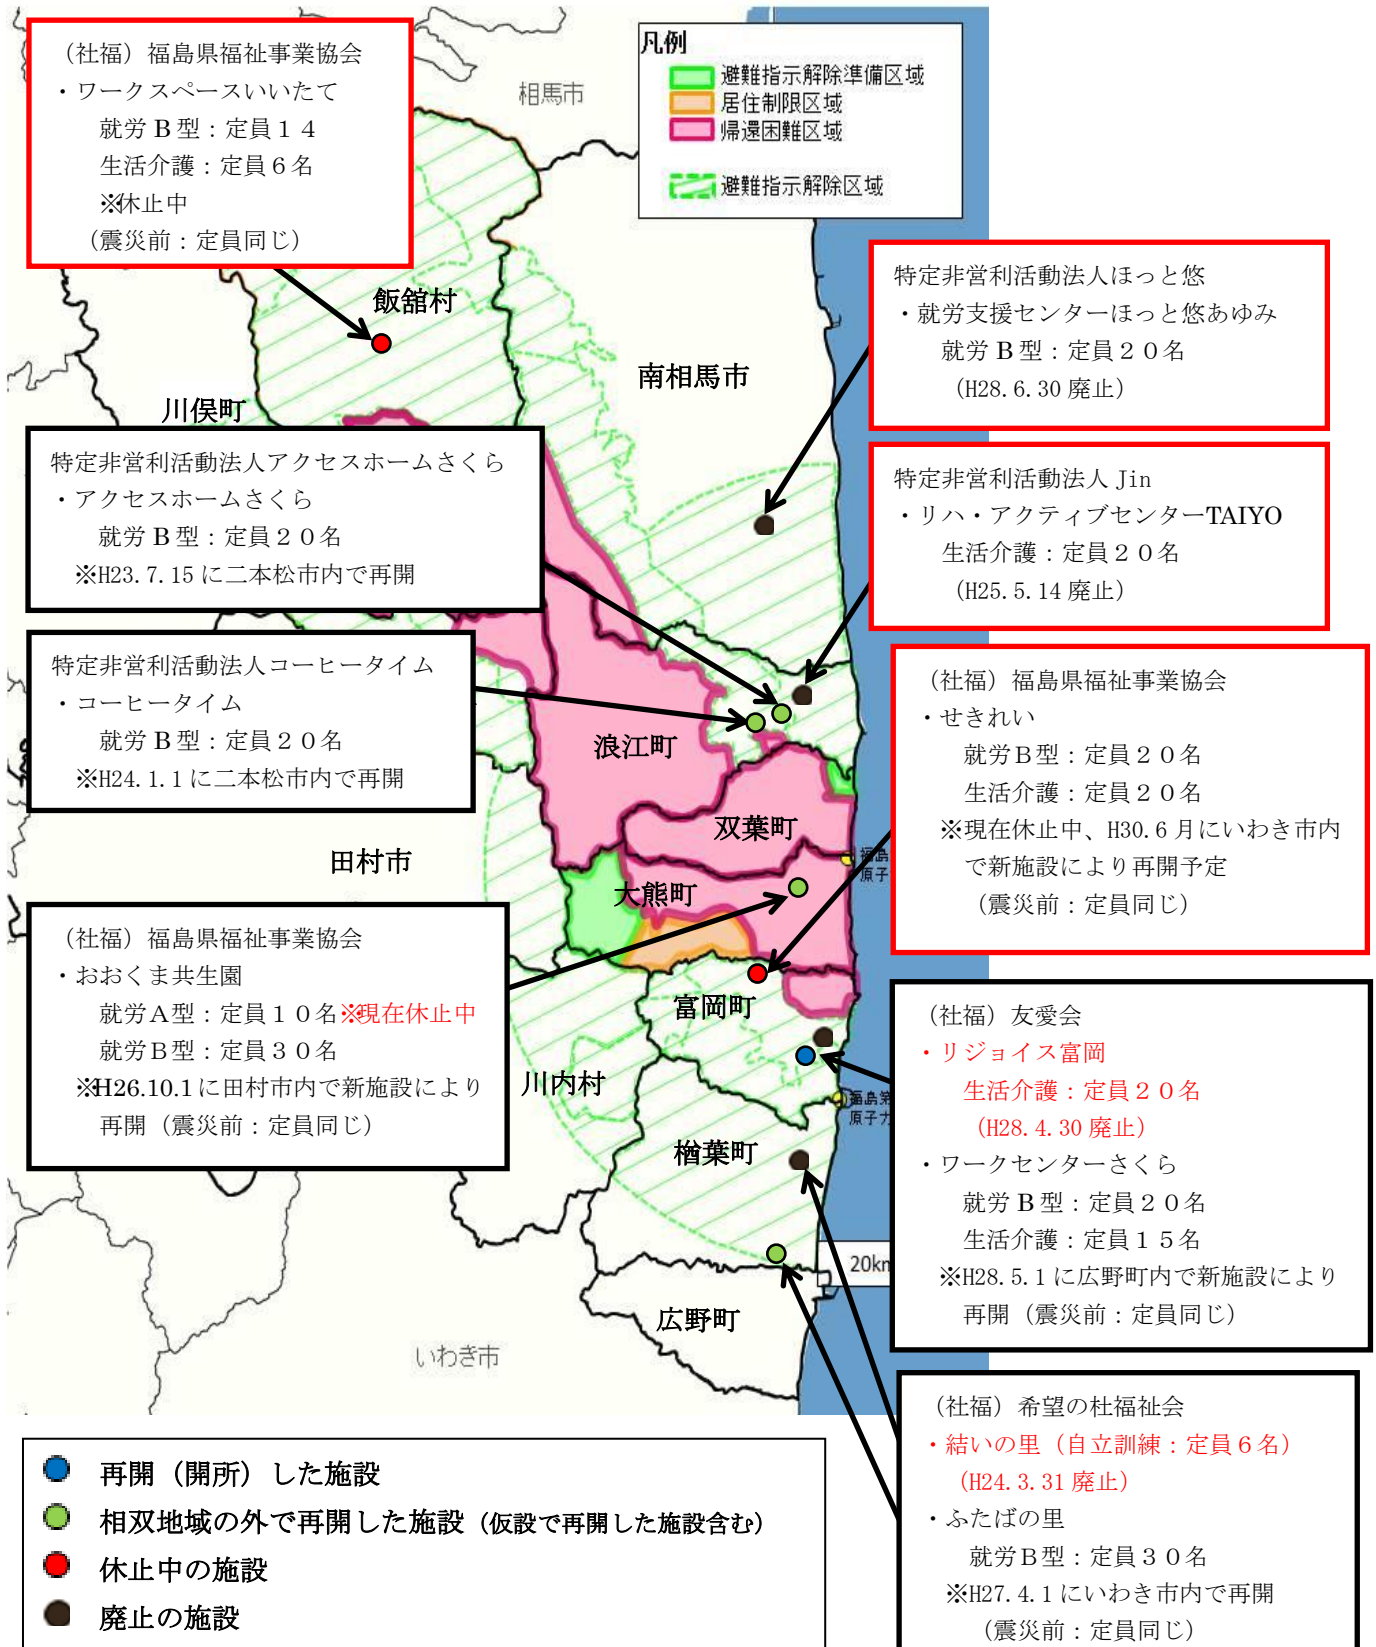 （社福）福島県福祉事業協会
・ワークスペースいいたて
就労 B 型：定員１４
生活介護：定員６名
※休止中
（震災前：定員同じ）
凡例
避難指示解除準備区域
居住制限区域
帰還困難区域
避難指示解除区域
相馬市
飯舘村
南相馬市
川俣町
特定非営利活動法人ほっと悠
・就労支援センターほっと悠あゆみ
就労 B 型：定員２０名
（H28.6.30 廃止）
特定非営利活動法人アクセスホームさくら
・アクセスホームさくら
就労 B 型：定員２０名
※H23.7.15 に二本松市内で再開
特定非営利活動法人 Jin
・リハ・アクティブセンターTAIYO
生活介護：定員２０名
（H25.5.14 廃止）
特定非営利活動法人コーヒータイム
・コーヒータイム
就労 B 型：定員２０名
※H24.1.1 に二本松市内で再開
（社福）福島県福祉事業協会
・せきれい
就労Ｂ型：定員２０名
生活介護：定員２０名
※現在休止中、H30.6 月にいわき市内
で新施設により再開予定
（震災前：定員同じ）
浪江町
双葉町
田村市
大熊町
福島
原子
（社福）福島県福祉事業協会
・おおくま共生園
就労Ａ型：定員１０名※現在休止中
就労Ｂ型：定員３０名
※H26.10.1 に田村市内で新施設により
再開（震災前：定員同じ）
富岡町
川内村
福島第
原子力
楢葉町
（社福）友愛会
・リジョイス富岡
生活介護：定員２０名
（H28.4.30 廃止）
・ワークセンターさくら
就労 B 型：定員２０名
生活介護：定員１５名
※H28.5.1 に広野町内で新施設により
再開（震災前：定員同じ）
20km
広野町
いわき市
（社福）希望の杜福祉会
・結いの里（自立訓練：定員６名）
（H24.3.31 廃止）
・ふたばの里
就労Ｂ型：定員３０名
※H27.4.1 にいわき市内で再開
（震災前：定員同じ）
再開（開所）した施設
相双地域の外で再開した施設（仮設で再開した施設含む）
休止中の施設
廃止の施設